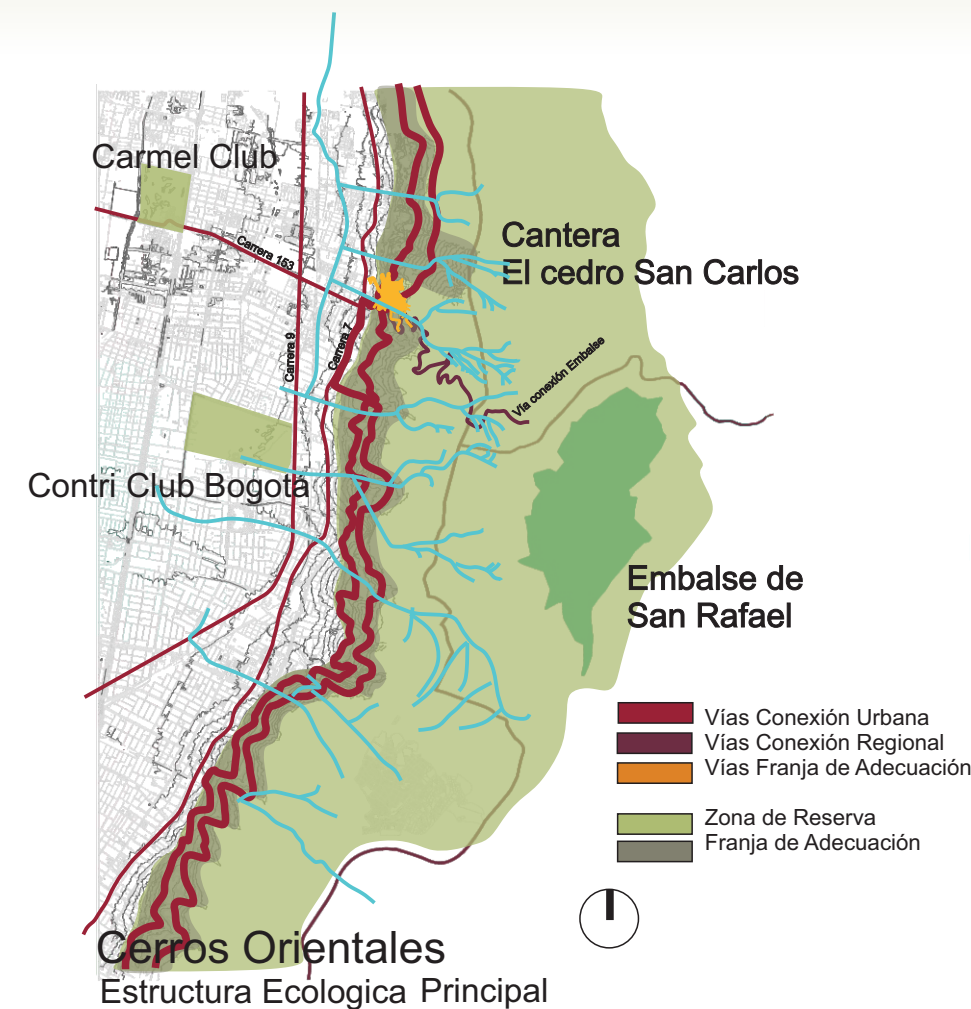 Carmel Club
Carrera 153
Cantera
El cedro San Carlos
Carrera 9
Carrera 7
Vía conexión Embalse
Contri Club Bogotá
Embalse de
San Rafael
Vías Conexión Urbana
Vías Conexión Regional
Vías Franja de Adecuación
Zona de Reserva
Franja de Adecuación
Cerros Orientales
Estructura Ecologica Principal